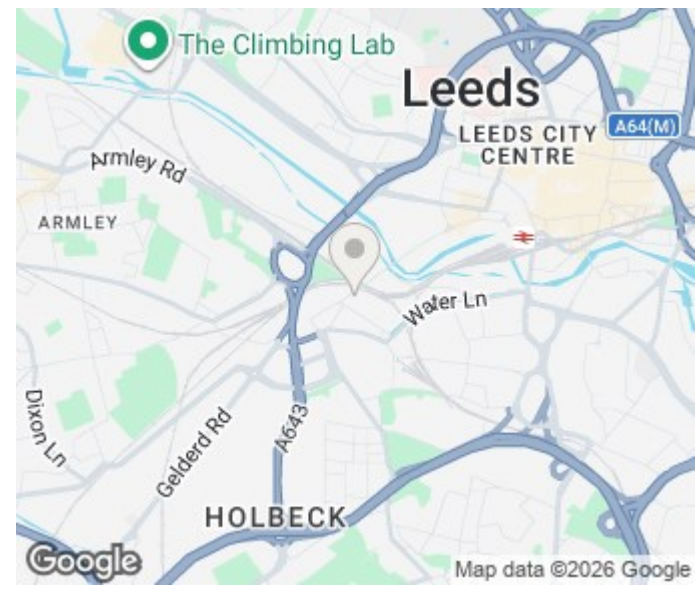 The Climbing Lab
Leeds
A64(M)
LEEDS CITY
CENTRE
Armley Rd
ARMLEY
Water Ln
Dixon Ln
Gelderd Rd
A643
HOLBECK
Google
Map data ©2026 Google